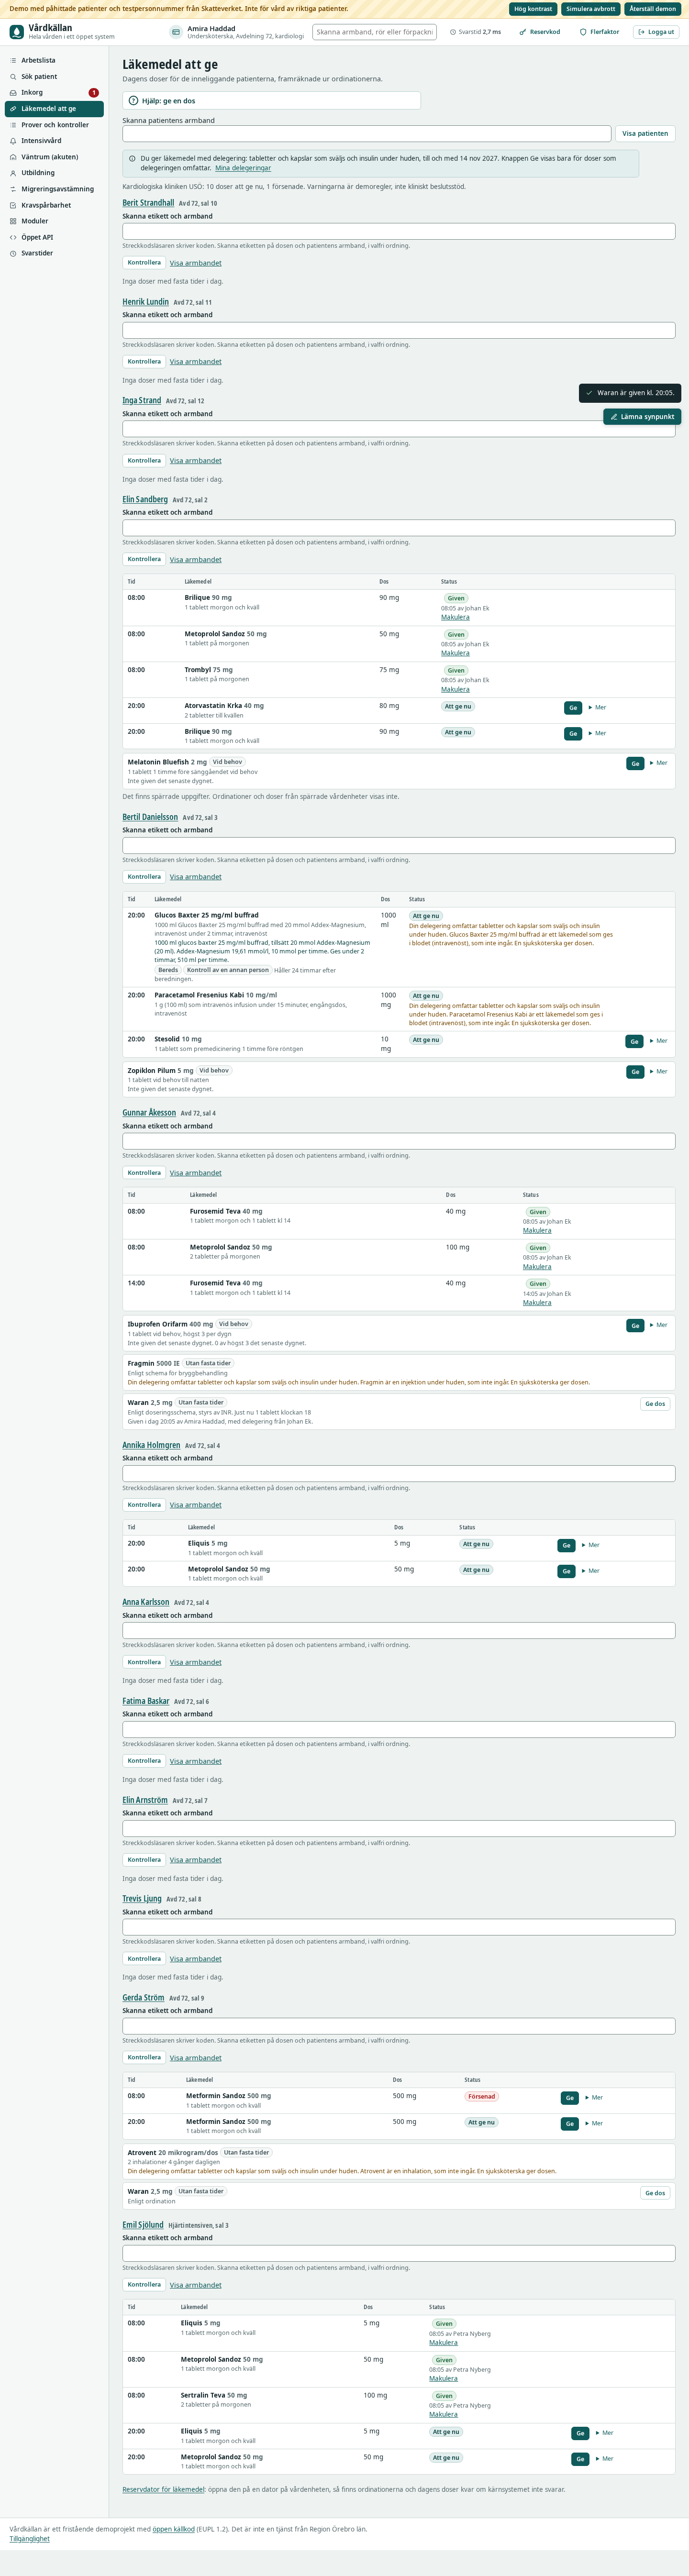 Demo med påhittade patienter och testpersonnummer från Skatteverket. Inte för vård av riktiga patienter.
Hög kontrast
Simulera avbrott
Återställ demon
Vårdkällan
Hela vården i ett öppet system
Amira Haddad
Undersköterska, Avdelning 72, kardiologi
Skanna armband, rör eller förpackning
Svarstid 2,7 ms
Reservkod
Flerfaktor
Logga ut
Arbetslista
Sök patient
Inkorg
1
Läkemedel att ge
Prover och kontroller
Intensivvård
Väntrum (akuten)
Utbildning
Migreringsavstämning
Kravspårbarhet
Moduler
Öppet API
Svarstider
Läkemedel att ge
Dagens doser för de inneliggande patienterna, framräknade ur ordinationerna.
Hjälp: ge en dos
Skanna patientens armband
Visa patienten
Du ger läkemedel med delegering: tabletter och kapslar som sväljs och insulin under huden, till och med 14 nov 2027. Knappen Ge visas bara för doser som
delegeringen omfattar. Mina delegeringar
Kardiologiska kliniken USÖ: 10 doser att ge nu, 1 försenade. Varningarna är demoregler, inte kliniskt beslutsstöd.
Berit Strandhall Avd 72, sal 10
Skanna etikett och armband
Streckkodsläsaren skriver koden. Skanna etiketten på dosen och patientens armband, i valfri ordning.
Kontrollera Visa armbandet
Inga doser med fasta tider i dag.
Henrik Lundin Avd 72, sal 11
Skanna etikett och armband
Streckkodsläsaren skriver koden. Skanna etiketten på dosen och patientens armband, i valfri ordning.
Kontrollera Visa armbandet
Inga doser med fasta tider i dag.
Waran är given kl. 20:05.
Lämna synpunkt
Inga Strand Avd 72, sal 12
Skanna etikett och armband
Streckkodsläsaren skriver koden. Skanna etiketten på dosen och patientens armband, i valfri ordning.
Kontrollera Visa armbandet
Inga doser med fasta tider i dag.
Elin Sandberg Avd 72, sal 2
Skanna etikett och armband
Streckkodsläsaren skriver koden. Skanna etiketten på dosen och patientens armband, i valfri ordning.
Kontrollera Visa armbandet
Tid Läkemedel Dos Status
08:00 Brilique 90 mg 90 mg Given
1 tablett morgon och kväll 08:05 av Johan Ek
Makulera
08:00 Metoprolol Sandoz 50 mg 50 mg Given
1 tablett på morgonen 08:05 av Johan Ek
Makulera
08:00 Trombyl 75 mg 75 mg Given
1 tablett på morgonen 08:05 av Johan Ek
Makulera
20:00 Atorvastatin Krka 40 mg 80 mg Att ge nu Ge Mer
2 tabletter till kvällen
20:00 Brilique 90 mg 90 mg Att ge nu Ge Mer
1 tablett morgon och kväll
Melatonin Bluefish 2 mg Vid behov Ge Mer
1 tablett 1 timme före sänggåendet vid behov
Inte given det senaste dygnet.
Det finns spärrade uppgifter. Ordinationer och doser från spärrade vårdenheter visas inte.
Bertil Danielsson Avd 72, sal 3
Skanna etikett och armband
Streckkodsläsaren skriver koden. Skanna etiketten på dosen och patientens armband, i valfri ordning.
Kontrollera Visa armbandet
Tid Läkemedel Dos Status
20:00 Glucos Baxter 25 mg/ml buffrad 1000 ml Att ge nu
1000 ml Glucos Baxter 25 mg/ml buffrad med 20 mmol Addex-Magnesium,
intravenöst under 2 timmar, intravenöst
1000 ml glucos baxter 25 mg/ml buffrad, tillsatt 20 mmol Addex-Magnesium
(20 ml). Addex-Magnesium 19,61 mmol/l, 10 mmol per timme. Ges under 2
timmar, 510 ml per timme.
Bereds Kontroll av en annan person Håller 24 timmar efter
beredningen.
Din delegering omfattar tabletter och kapslar som sväljs och insulin
under huden. Glucos Baxter 25 mg/ml buffrad är ett läkemedel som ges
i blodet (intravenöst), som inte ingår. En sjuksköterska ger dosen.
20:00 Paracetamol Fresenius Kabi 10 mg/ml 1000 mg Att ge nu
1 g (100 ml) som intravenös infusion under 15 minuter, engångsdos,
intravenöst
Din delegering omfattar tabletter och kapslar som sväljs och insulin
under huden. Paracetamol Fresenius Kabi är ett läkemedel som ges i
blodet (intravenöst), som inte ingår. En sjuksköterska ger dosen.
20:00 Stesolid 10 mg 10 mg Att ge nu Ge Mer
1 tablett som premedicinering 1 timme före röntgen
Zopiklon Pilum 5 mg Vid behov Ge Mer
1 tablett vid behov till natten
Inte given det senaste dygnet.
Gunnar Åkesson Avd 72, sal 4
Skanna etikett och armband
Streckkodsläsaren skriver koden. Skanna etiketten på dosen och patientens armband, i valfri ordning.
Kontrollera Visa armbandet
Tid Läkemedel Dos Status
08:00 Furosemid Teva 40 mg 40 mg Given
1 tablett morgon och 1 tablett kl 14 08:05 av Johan Ek
Makulera
08:00 Metoprolol Sandoz 50 mg 100 mg Given
2 tabletter på morgonen 08:05 av Johan Ek
Makulera
14:00 Furosemid Teva 40 mg 40 mg Given
1 tablett morgon och 1 tablett kl 14 14:05 av Johan Ek
Makulera
Ibuprofen Orifarm 400 mg Vid behov Ge Mer
1 tablett vid behov, högst 3 per dygn
Inte given det senaste dygnet. 0 av högst 3 det senaste dygnet.
Fragmin 5000 IE Utan fasta tider
Enligt schema för bryggbehandling
Din delegering omfattar tabletter och kapslar som sväljs och insulin under huden. Fragmin är en injektion under huden, som inte ingår. En sjuksköterska ger dosen.
Waran 2,5 mg Utan fasta tider Ge dos
Enligt doseringsschema, styrs av INR. Just nu 1 tablett klockan 18
Given i dag 20:05 av Amira Haddad, med delegering från Johan Ek.
Annika Holmgren Avd 72, sal 4
Skanna etikett och armband
Streckkodsläsaren skriver koden. Skanna etiketten på dosen och patientens armband, i valfri ordning.
Kontrollera Visa armbandet
Tid Läkemedel Dos Status
20:00 Eliquis 5 mg 5 mg Att ge nu Ge Mer
1 tablett morgon och kväll
20:00 Metoprolol Sandoz 50 mg 50 mg Att ge nu Ge Mer
1 tablett morgon och kväll
Anna Karlsson Avd 72, sal 4
Skanna etikett och armband
Streckkodsläsaren skriver koden. Skanna etiketten på dosen och patientens armband, i valfri ordning.
Kontrollera Visa armbandet
Inga doser med fasta tider i dag.
Fatima Baskar Avd 72, sal 6
Skanna etikett och armband
Streckkodsläsaren skriver koden. Skanna etiketten på dosen och patientens armband, i valfri ordning.
Kontrollera Visa armbandet
Inga doser med fasta tider i dag.
Elin Arnström Avd 72, sal 7
Skanna etikett och armband
Streckkodsläsaren skriver koden. Skanna etiketten på dosen och patientens armband, i valfri ordning.
Kontrollera Visa armbandet
Inga doser med fasta tider i dag.
Trevis Ljung Avd 72, sal 8
Skanna etikett och armband
Streckkodsläsaren skriver koden. Skanna etiketten på dosen och patientens armband, i valfri ordning.
Kontrollera Visa armbandet
Inga doser med fasta tider i dag.
Gerda Ström Avd 72, sal 9
Skanna etikett och armband
Streckkodsläsaren skriver koden. Skanna etiketten på dosen och patientens armband, i valfri ordning.
Kontrollera Visa armbandet
Tid Läkemedel Dos Status
08:00 Metformin Sandoz 500 mg 500 mg Försenad Ge Mer
1 tablett morgon och kväll
20:00 Metformin Sandoz 500 mg 500 mg Att ge nu Ge Mer
1 tablett morgon och kväll
Atrovent 20 mikrogram/dos Utan fasta tider
2 inhalationer 4 gånger dagligen
Din delegering omfattar tabletter och kapslar som sväljs och insulin under huden. Atrovent är en inhalation, som inte ingår. En sjuksköterska ger dosen.
Waran 2,5 mg Utan fasta tider Ge dos
Enligt ordination
Emil Sjölund Hjärtintensiven, sal 3
Skanna etikett och armband
Streckkodsläsaren skriver koden. Skanna etiketten på dosen och patientens armband, i valfri ordning.
Kontrollera Visa armbandet
Tid Läkemedel Dos Status
08:00 Eliquis 5 mg 5 mg Given
1 tablett morgon och kväll 08:05 av Petra Nyberg
Makulera
08:00 Metoprolol Sandoz 50 mg 50 mg Given
1 tablett morgon och kväll 08:05 av Petra Nyberg
Makulera
08:00 Sertralin Teva 50 mg 100 mg Given
2 tabletter på morgonen 08:05 av Petra Nyberg
Makulera
20:00 Eliquis 5 mg 5 mg Att ge nu Ge Mer
1 tablett morgon och kväll
20:00 Metoprolol Sandoz 50 mg 50 mg Att ge nu Ge Mer
1 tablett morgon och kväll
Reservdator för läkemedel: öppna den på en dator på vårdenheten, så finns ordinationerna och dagens doser kvar om kärnsystemet inte svarar.
Vårdkällan är ett fristående demoprojekt med öppen källkod (EUPL 1.2). Det är inte en tjänst från Region Örebro län.
Tillgänglighet